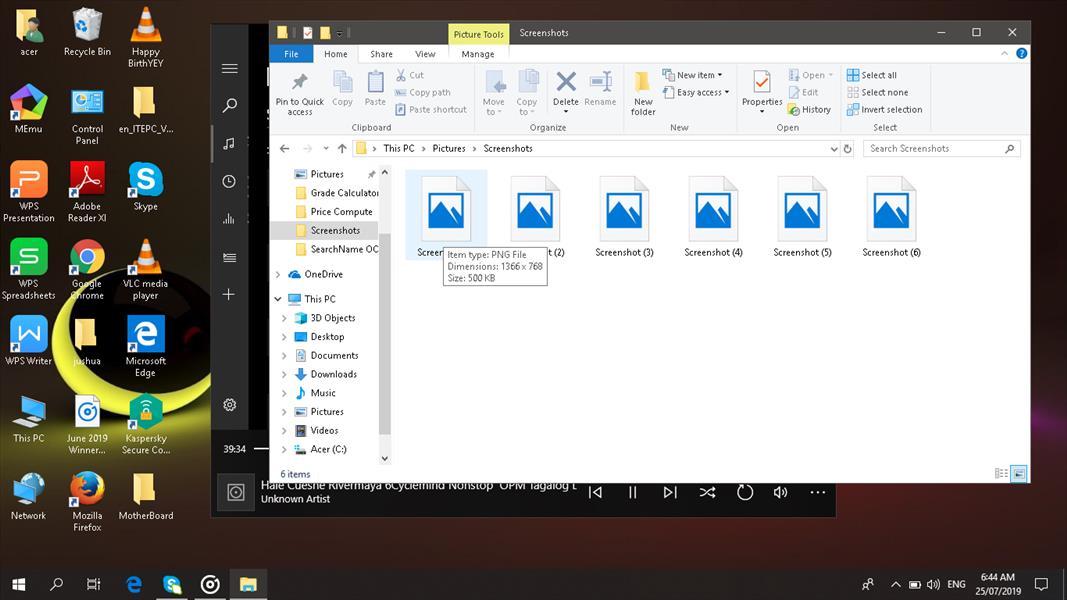 acer
Recycle Bin
Happy
BirthYEY
MEmu
Control
Panel
en_ITEPC_V...
WPS
Presentation
Adobe
Reader XI
Skype
WPS
Spreadsheets
Google
Chrome
VLC media
player
WPS Writer
jushua
Microsoft
Edge
This PC
June 2019
Winner...
Kaspersky
Secure Co...
Network
Mozilla
Firefox
MotherBoard
Picture Tools
Screenshots
File
Home
Share
View
Manage
Pin to Quick
access
Copy
Paste
Cut
Copy path
Paste shortcut
Clipboard
Move
to
Copy
to
Delete
Rename
Organize
New
folder
New item
Easy access
New
Properties
Open
Edit
History
Open
Select all
Select none
Invert selection
Select
This PC
Pictures
Screenshots
Search Screenshots
Pictures
Grade Calculator
Price Compute
Screenshots
SearchName OC
OneDrive
This PC
3D Objects
Desktop
Documents
Downloads
Music
Pictures
Videos
Acer (C:)
6 items
Screen
t (2)
Screenshot (3)
Screenshot (4)
Screenshot (5)
Screenshot (6)
Item type: PNG File
Dimensions: 1366 x 768
Size: 500 KB
39:34
Hale Cueshe Rivermaya 6Cyclemind Nonstop OPM Tagalog L
Unknown Artist
ENG
6:44 AM
25/07/2019